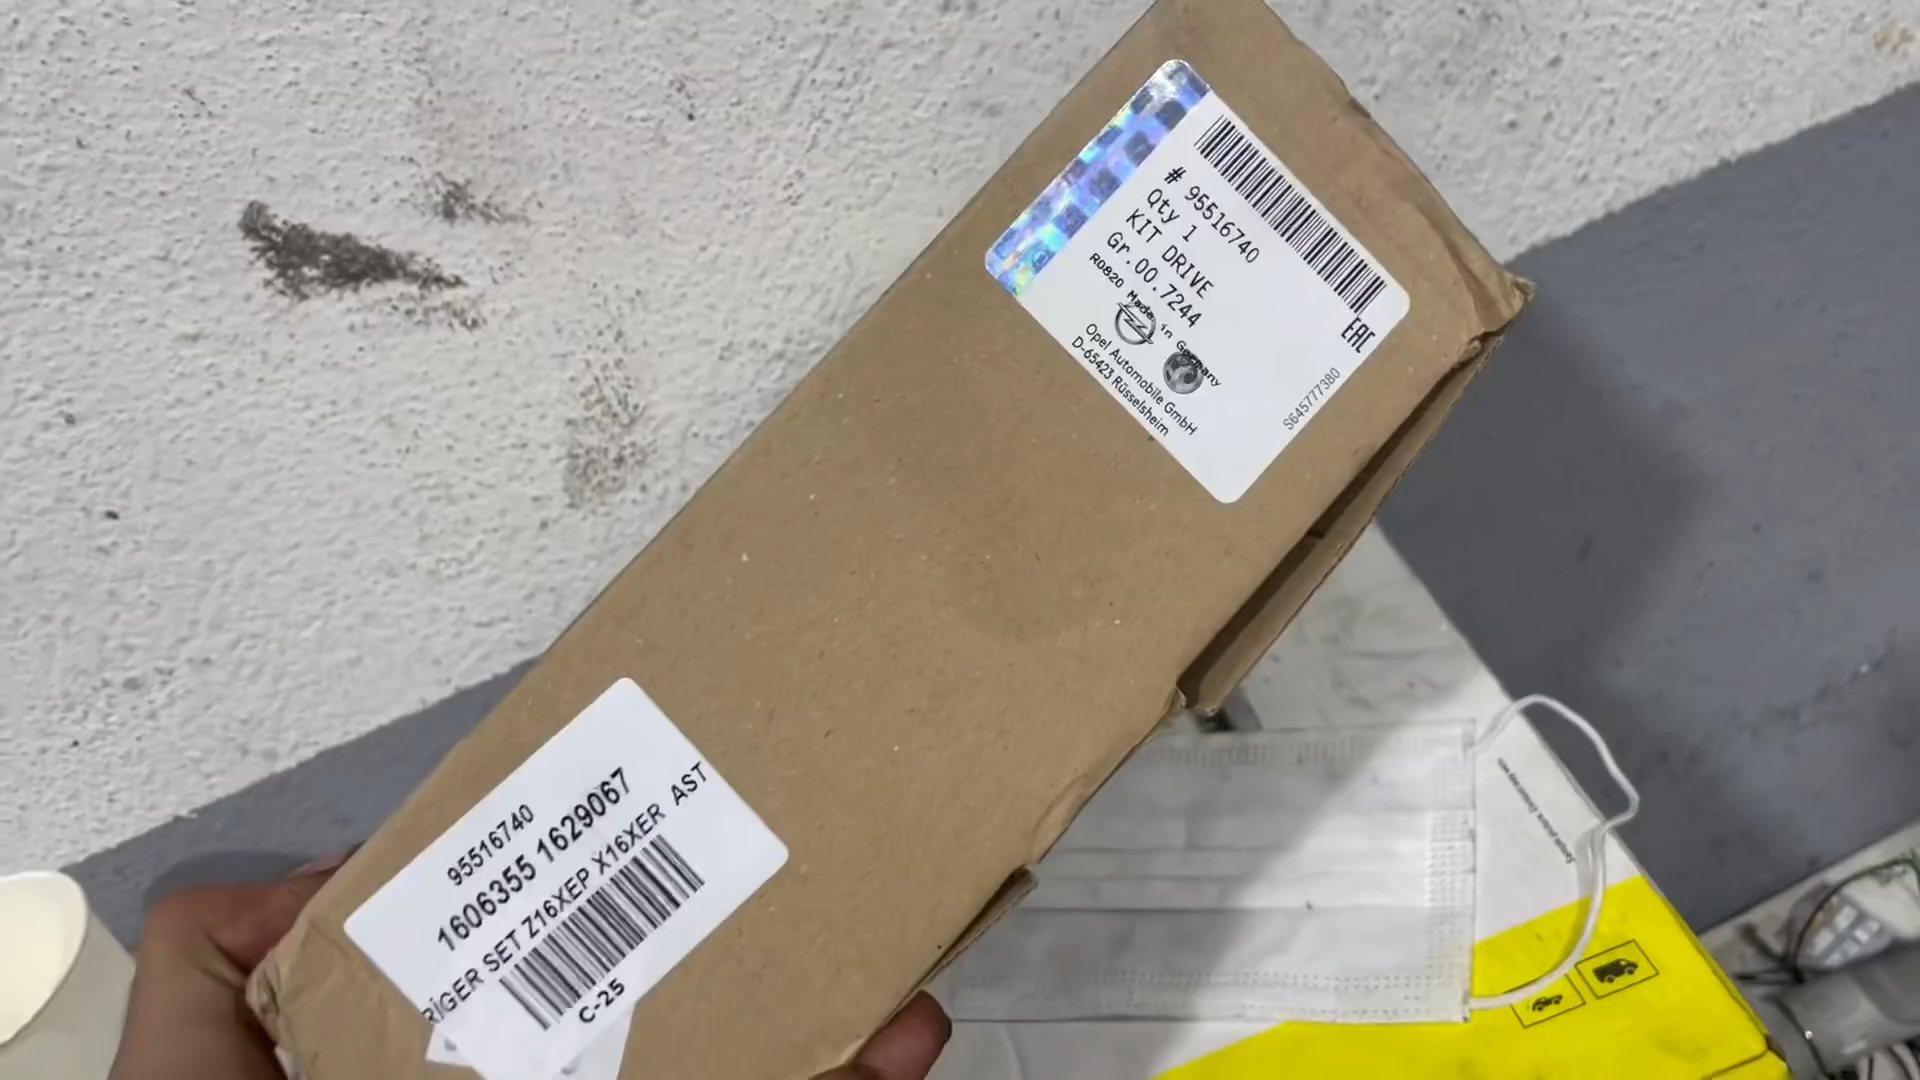 # 95516740
Qty 1
KIT DRIVE
Gr.00.7244
R0820 Made in Germany
Opel Automobile GmbH
D-65423 Rüsselsheim
EAC
S645777380
95516740
1606355 1629067
RİGER SET Z16XEP X16XER AST
C-25